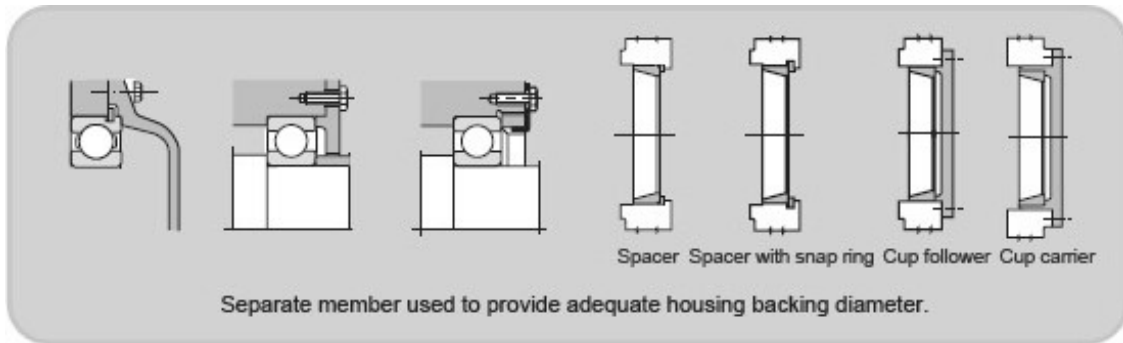 Spacer Spacer with snap ring Cup follower Cup carrier
Separate member used to provide adequate housing backing diameter.